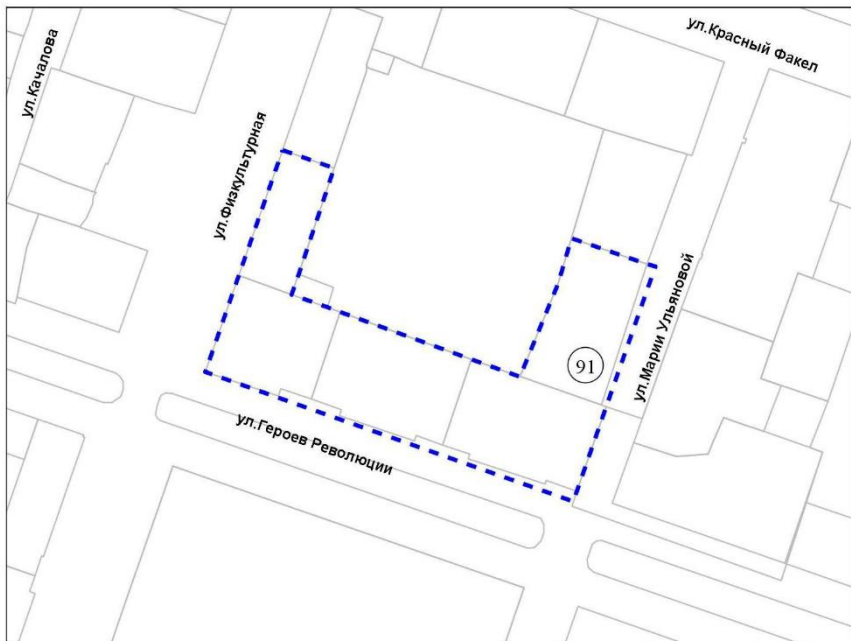 ул.Красный Факел
ул.Качалова
ул.Физкультурная
ул.Марии Ульяновой
91
ул.Героев Революции